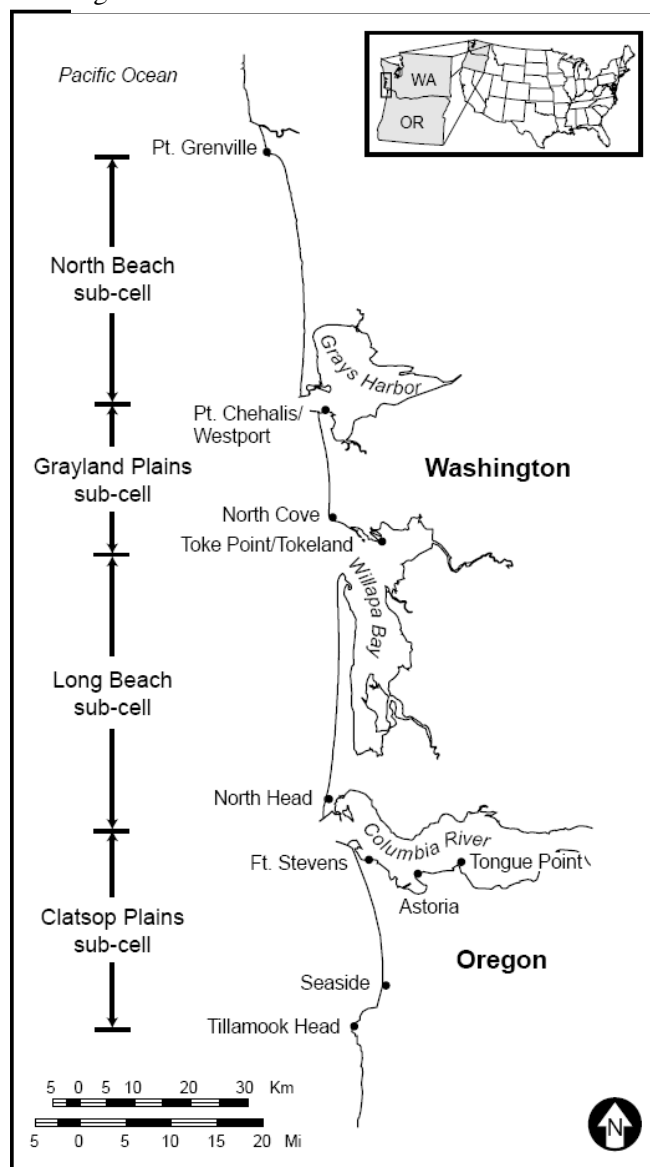 Pacific Ocean
WA
OR
Pt. Grenville
North Beach
sub-cell
Grays Harbor
Pt. Chehalis/
Westport
Grayland Plains
sub-cell
Washington
North Cove
Toke Point/Tokeland
Willapa Bay
Long Beach
sub-cell
North Head
Columbia River
Ft. Stevens
Tongue Point
Astoria
Clatsop Plains
sub-cell
Oregon
Seaside
Tillamook Head
5 0 5 10 20 30 Km
5 0 5 10 15 20 Mi
N